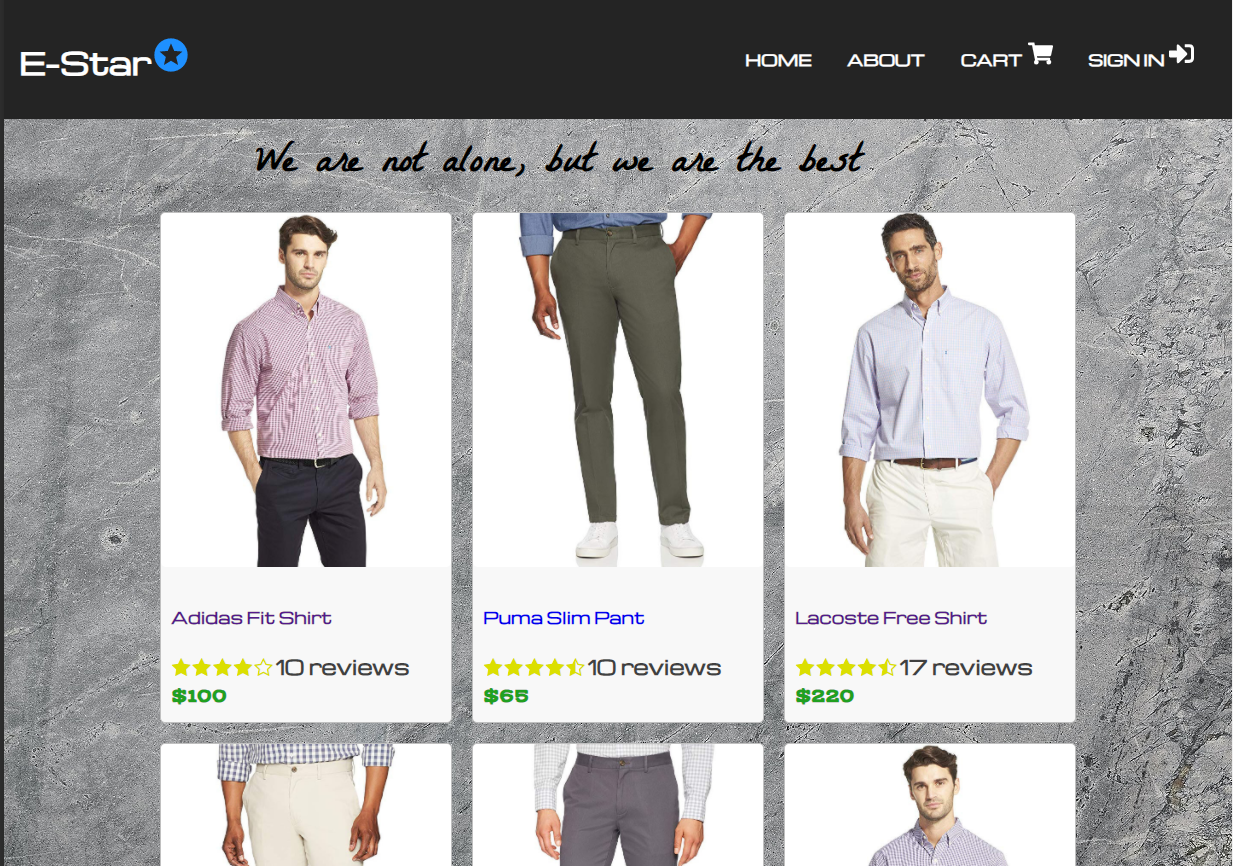 E-Star
HOME ABOUT CART SIGN IN
We are not alone, but we are the best
Adidas Fit Shirt
10 reviews
$100
Puma Slim Pant
10 reviews
$65
Lacoste Free Shirt
17 reviews
$220